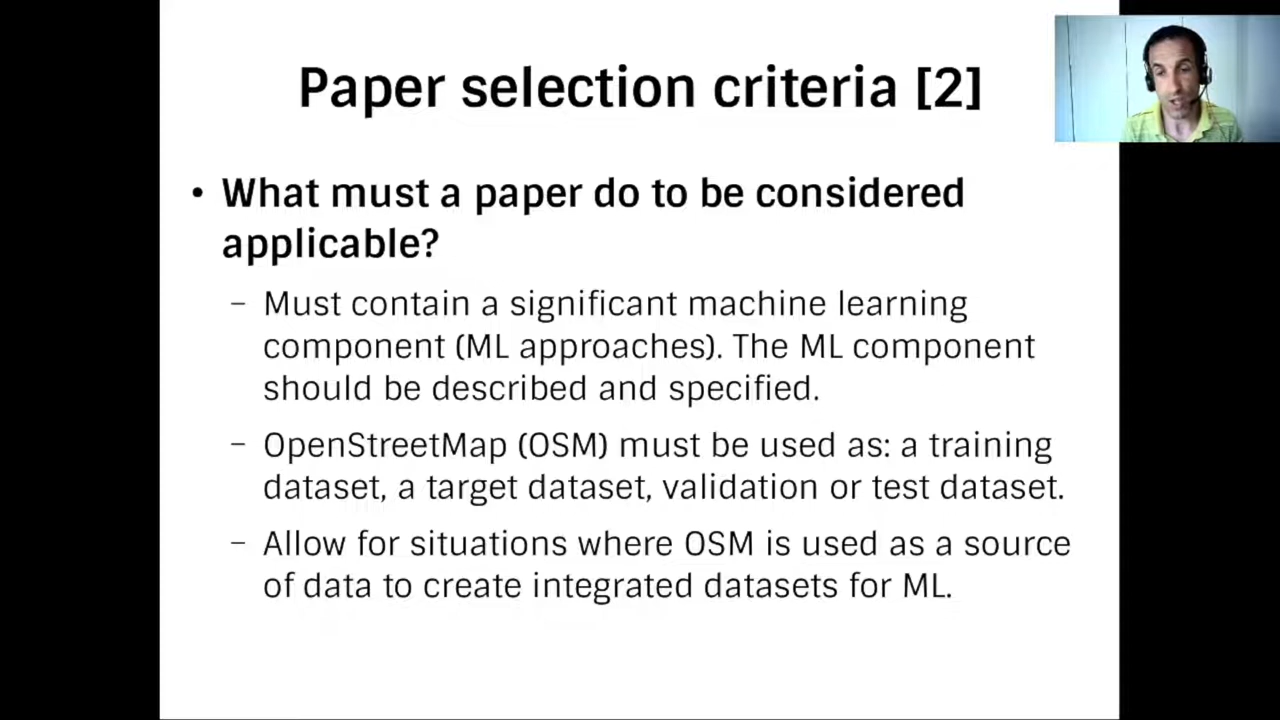 Paper selection criteria [2]
• What must a paper do to be considered
applicable?
– Must contain a significant machine learning
component (ML approaches). The ML component
should be described and specified.
– OpenStreetMap (OSM) must be used as: a training
dataset, a target dataset, validation or test dataset.
– Allow for situations where OSM is used as a source
of data to create integrated datasets for ML.